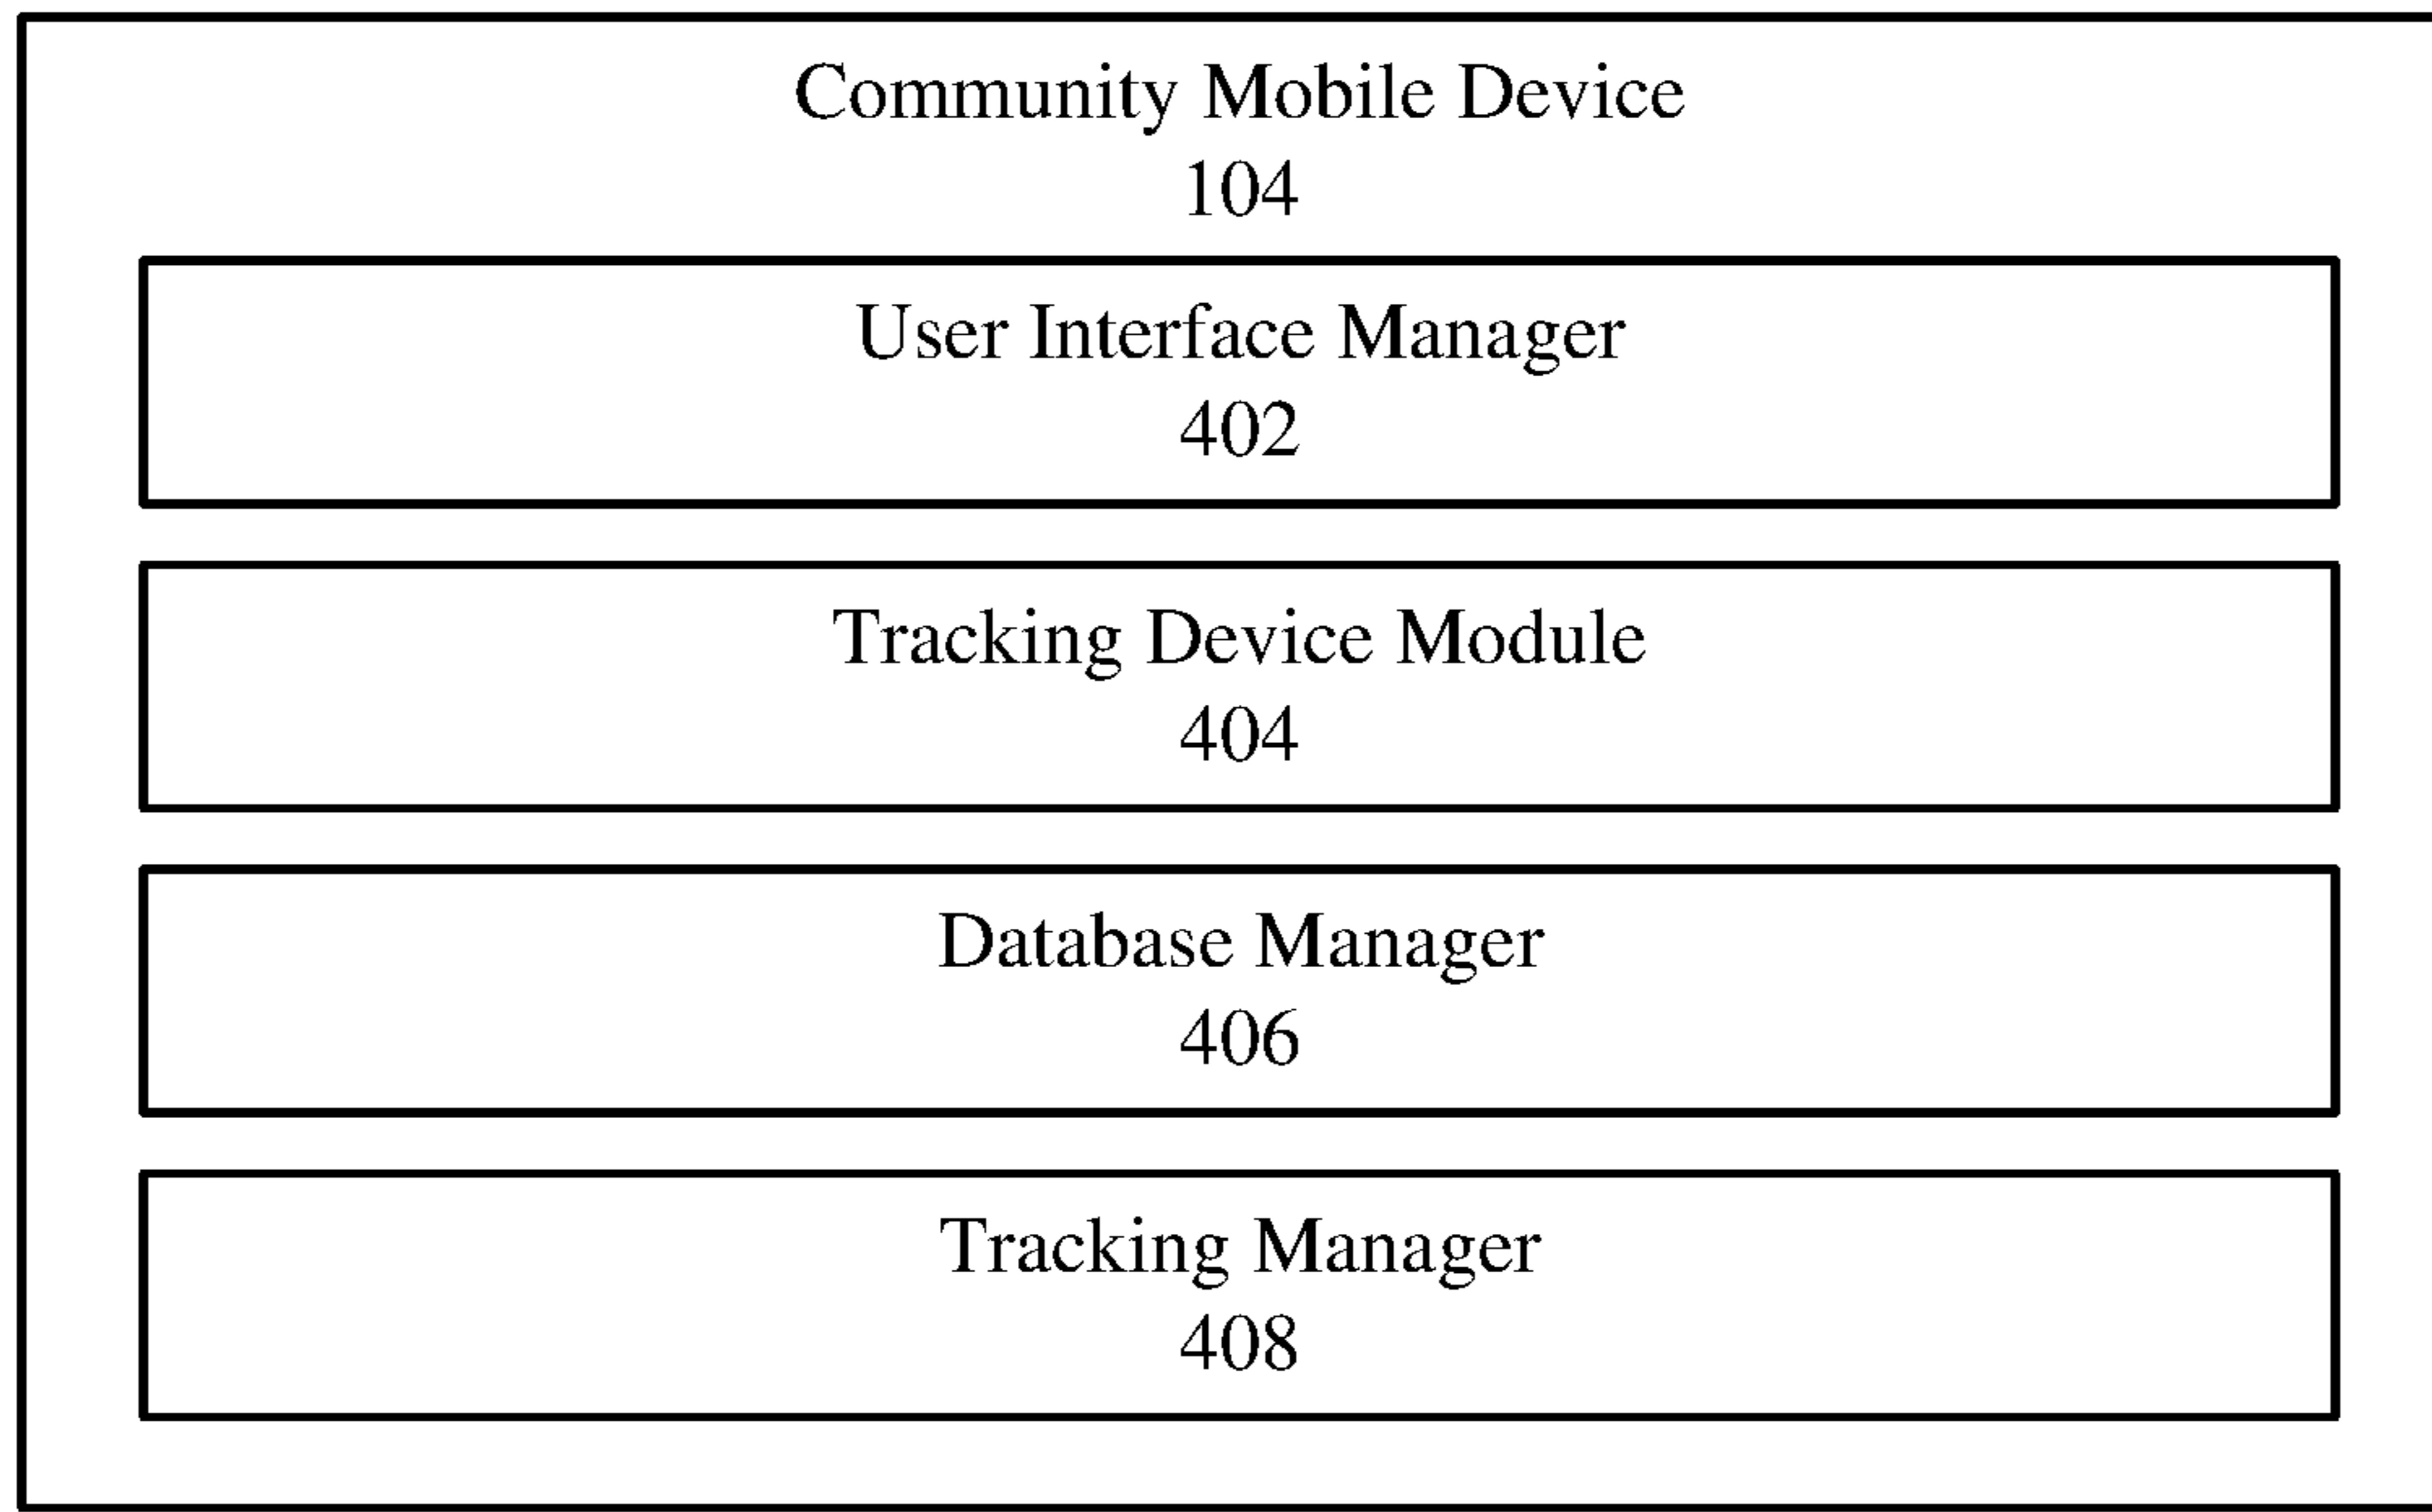 Community Mobile Device
104
User Interface Manager
402
Tracking Device Module
404
Database Manager
406
Tracking Manager
408